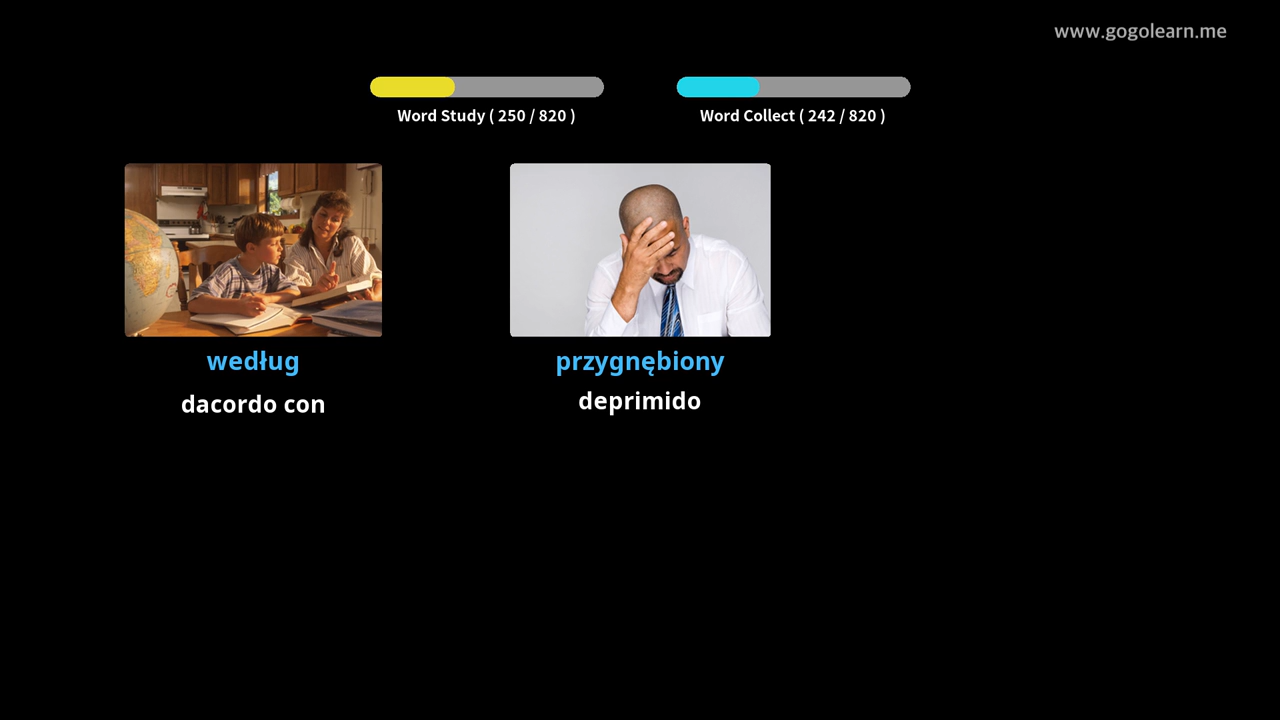 www.gogolearn.me
Word Study ( 250 / 820 )
Word Collect ( 242 / 820 )
według
przygnębiony
dacordo con
deprimido